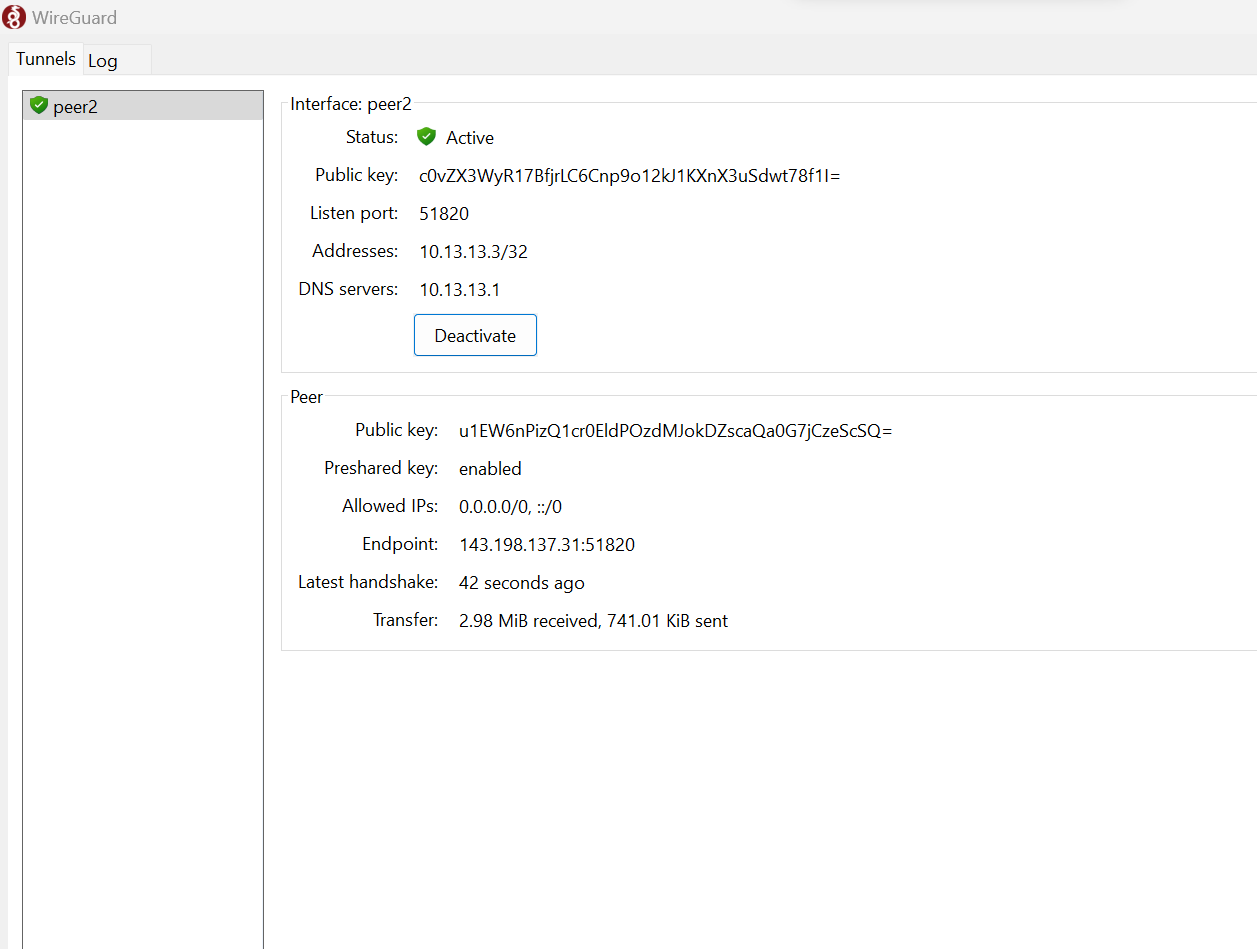 WireGuard
Tunnels Log
peer2
Interface: peer2
Status: Active
Public key: c0vZX3WyR17BfjrLC6Cnp9o12kJ1KXnX3uSdwt78f1I=
Listen port: 51820
Addresses: 10.13.13.3/32
DNS servers: 10.13.13.1
Deactivate
Peer
Public key: u1EW6nPizQ1cr0EldPOzdMJokDZscaQa0G7jCzeScSQ=
Preshared key: enabled
Allowed IPs: 0.0.0.0/0, ::/0
Endpoint: 143.198.137.31:51820
Latest handshake: 42 seconds ago
Transfer: 2.98 MiB received, 741.01 KiB sent